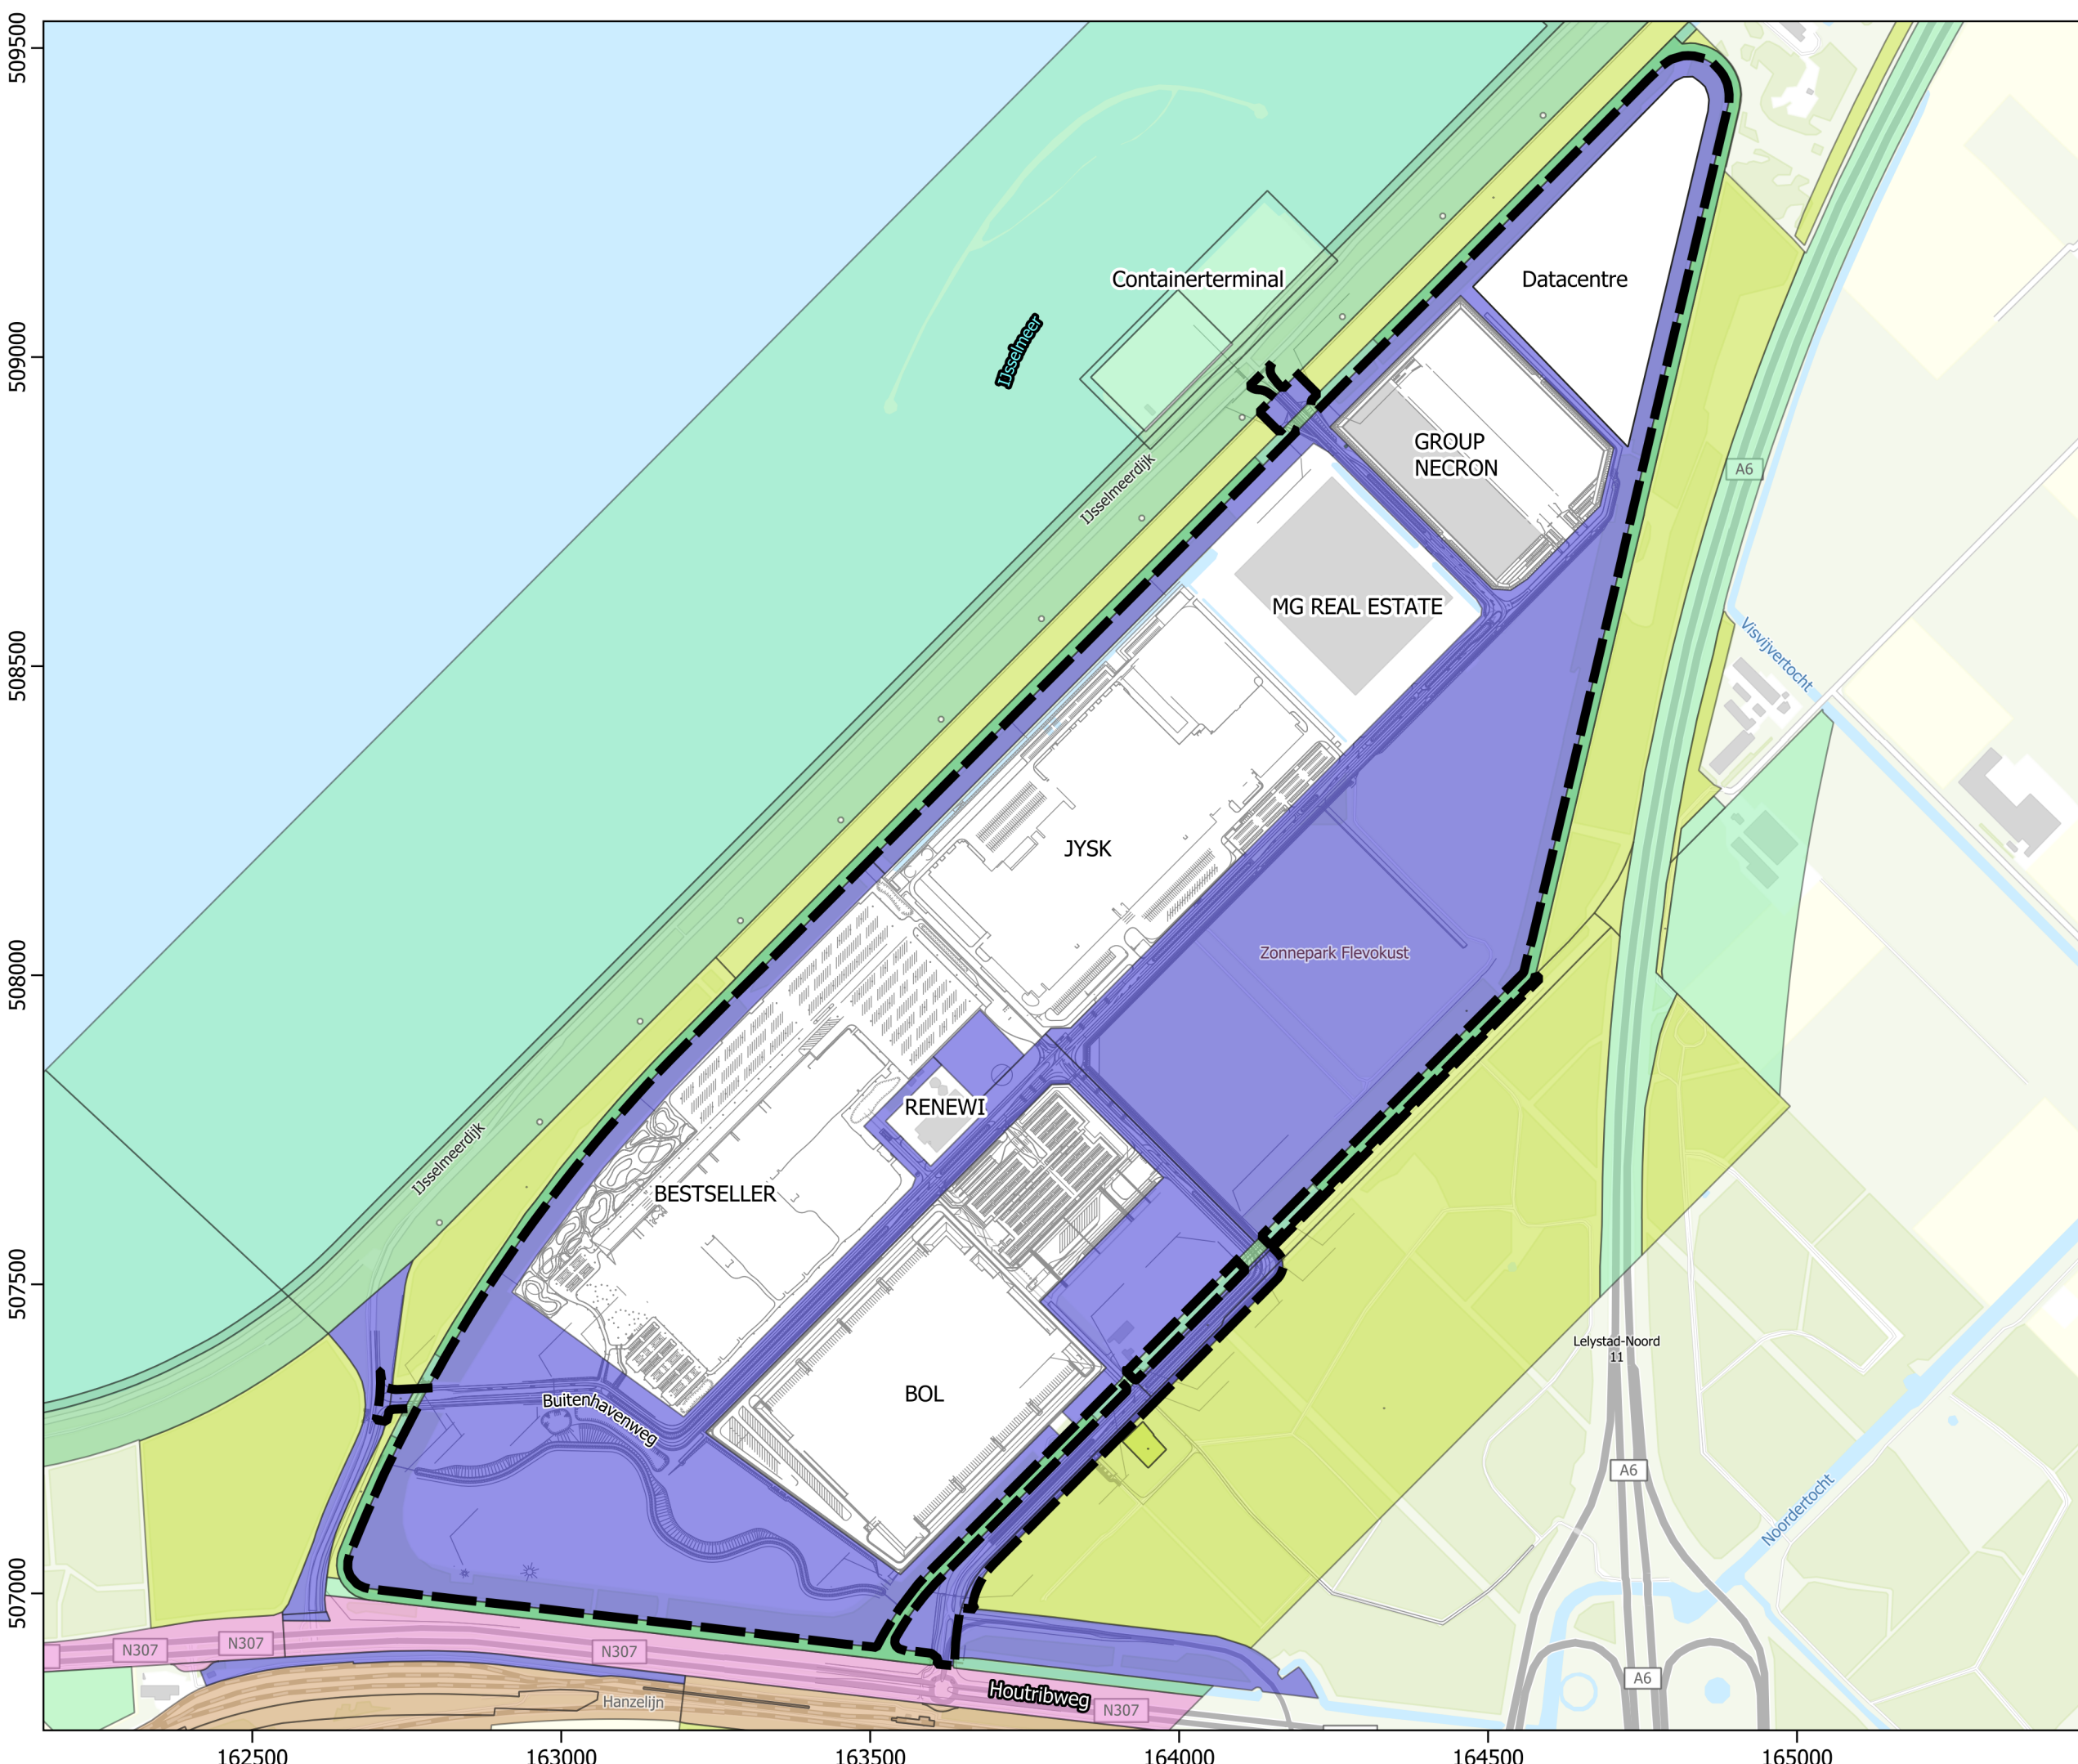 509500
509000
508500
508000
507500
507000
Containerterminal
Datacentre
IJsselmeer
GROUP
NECRON
A6
IJsselmeerdijk
MG REAL ESTATE
Visvijvertocht
JYSK
Zonnepark Flevokust
RENEWI
IJsselmeerdijk
BESTSELLER
Lelystad-Noord
11
BOL
Buitenhavenweg
A6
Noordertocht
N307
N307
N307
A6
Hanzelijn
Houtribweg
N307
162500
163000
163500
164000
164500
165000